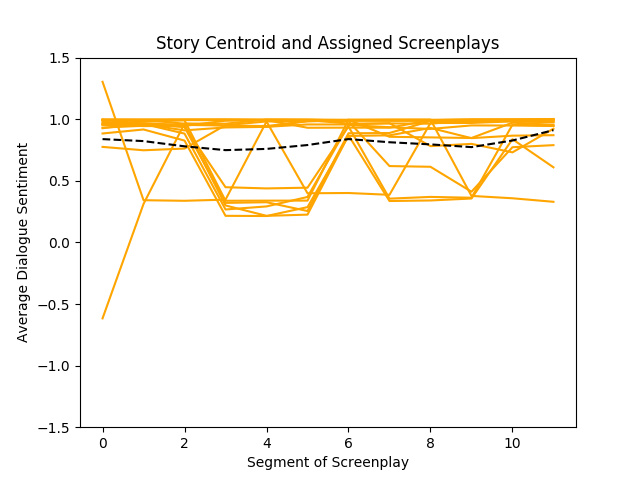 Story Centroid and Assigned Screenplays
1.5
1.0
0.5
0.0
−0.5
−1.0
−1.5
Average Dialogue Sentiment
0 2 4 6 8 10
Segment of Screenplay